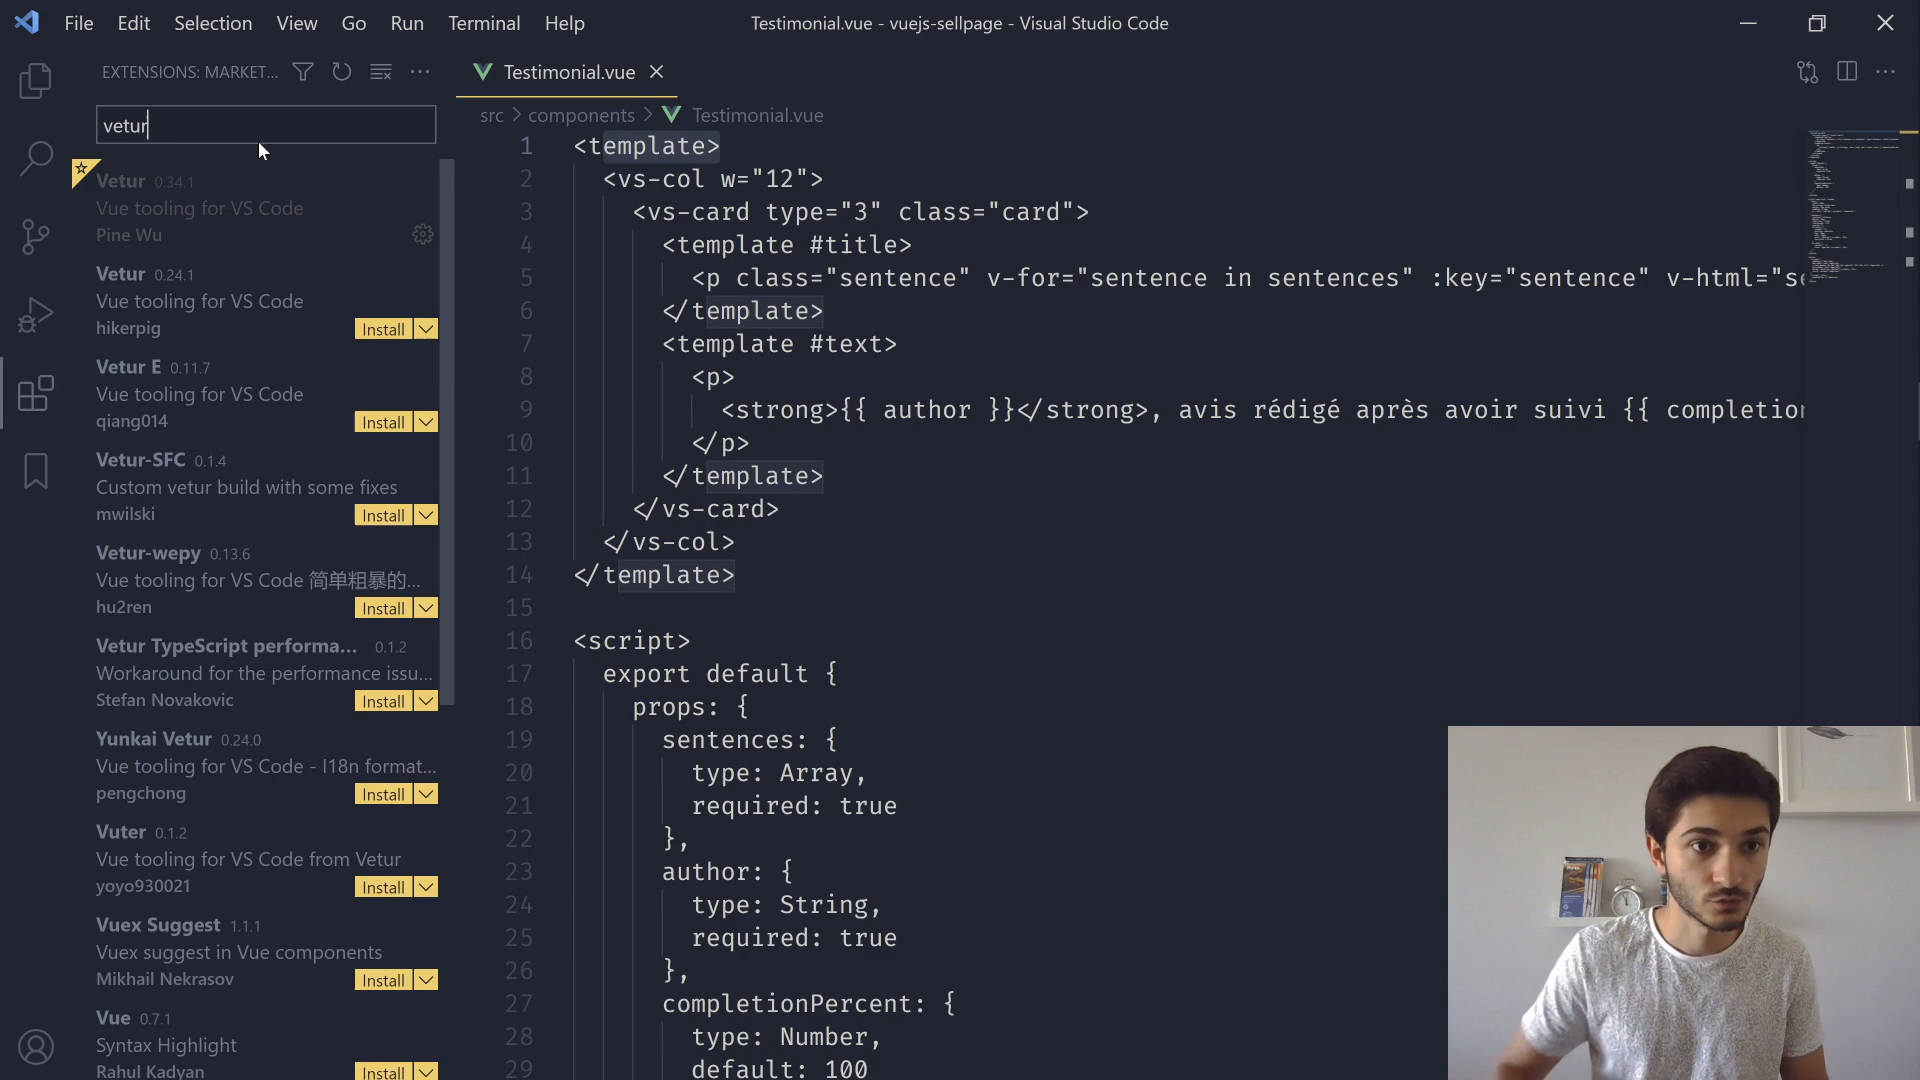 File Edit Selection View Go Run Terminal Help
Testimonial.vue - vuejs-sellpage - Visual Studio Code
EXTENSIONS: MARKET...
vetur
Vetur 0.34.1
Vue tooling for VS Code
Pine Wu
Vetur 0.24.1
Vue tooling for VS Code
hikerpig
Install
Vetur E 0.11.7
Vue tooling for VS Code
qiang014
Install
Vetur-SFC 0.1.4
Custom vetur build with some fixes
mwilski
Install
Vetur-wepy 0.13.6
Vue tooling for VS Code 简单粗暴的...
hu2ren
Install
Vetur TypeScript performa... 0.1.2
Workaround for the performance issu...
Stefan Novakovic
Install
Yunkai Vetur 0.24.0
Vue tooling for VS Code - I18n format...
pengchong
Install
Vuter 0.1.2
Vue tooling for VS Code from Vetur
yoyo930021
Install
Vuex Suggest 1.1.1
Vuex suggest in Vue components
Mikhail Nekrasov
Install
Vue 0.7.1
Syntax Highlight
Rahul Kadyan
Install
Testimonial.vue
src > components > Testimonial.vue
1 <template>
2 <vs-col w="12">
3 <vs-card type="3" class="card">
4 <template #title>
5 <p class="sentence" v-for="sentence in sentences" :key="sentence" v-html="se
6 </template>
7 <template #text>
8 <p>
9 <strong>{{ author }}</strong>, avis rédigé après avoir suivi {{ completion
10 </p>
11 </template>
12 </vs-card>
13 </vs-col>
14 </template>
15
16 <script>
17 export default {
18 props: {
19 sentences: {
20 type: Array,
21 required: true
22 },
23 author: {
24 type: String,
25 required: true
26 },
27 completionPercent: {
28 type: Number,
29 default: 100